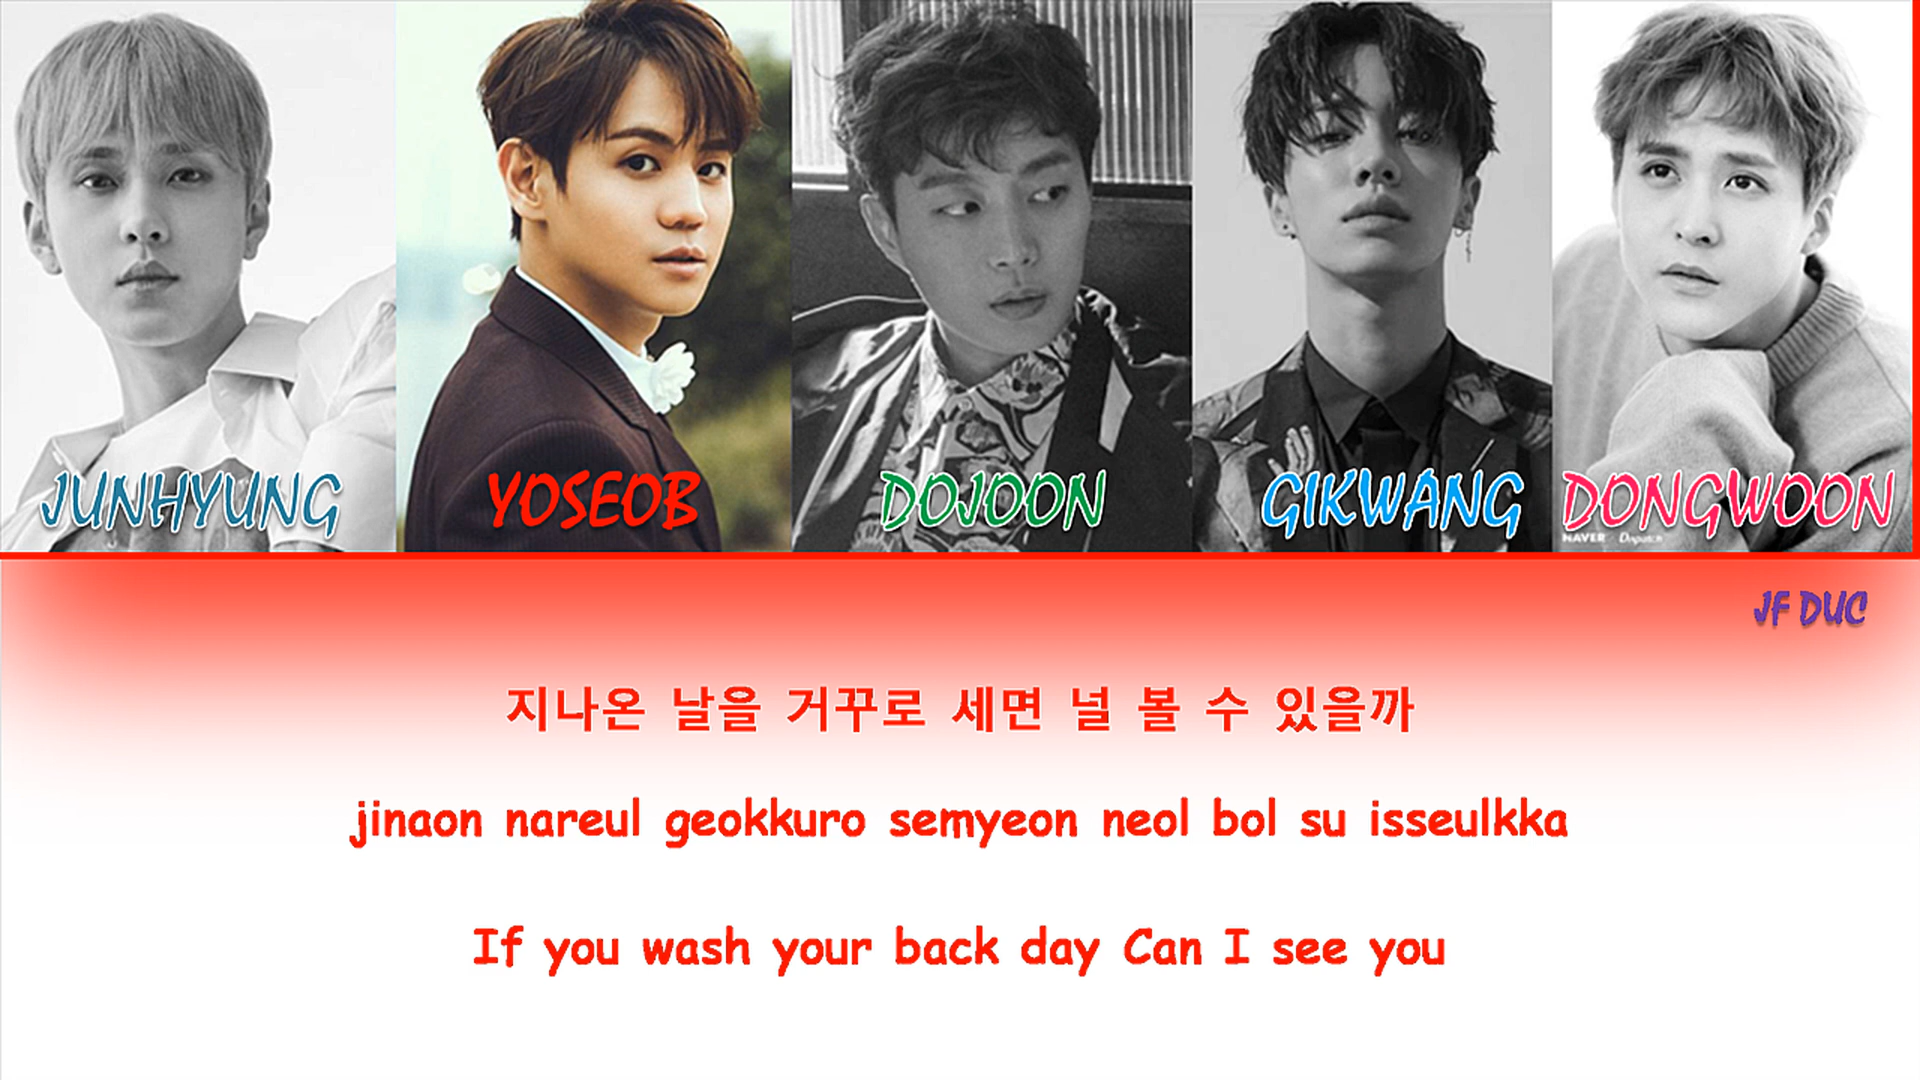 JUNHYUNG YOSEOB DOJOON GIKWANG DONGWOON
NAVER Dispatch
JF DUC
지나온 날을 거꾸로 세면 널 볼 수 있을까
jinaon nareul geokkuro semyeon neol bol su isseulkka
If you wash your back day Can I see you